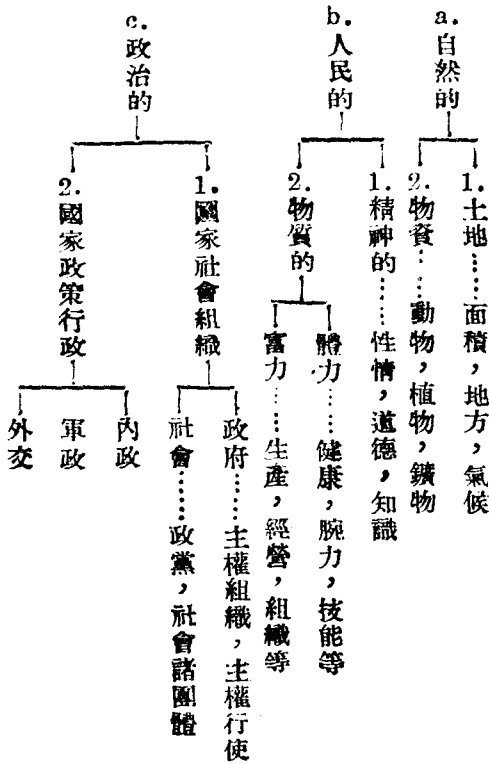 a.自然的
1.土地……面積，地方，氣候
2.物資……動物，植物，鑛物
b.人民的
1.精神的……性情，道德，知識
2.物質的
體力……健康，腕力，技能等
富力……生產，經營，組織等
c.政治的
1.國家社會組織
政府……主權組織，主權行使
社會……政黨，社會諸團體
2.國家政策行政
內政
軍政
外交